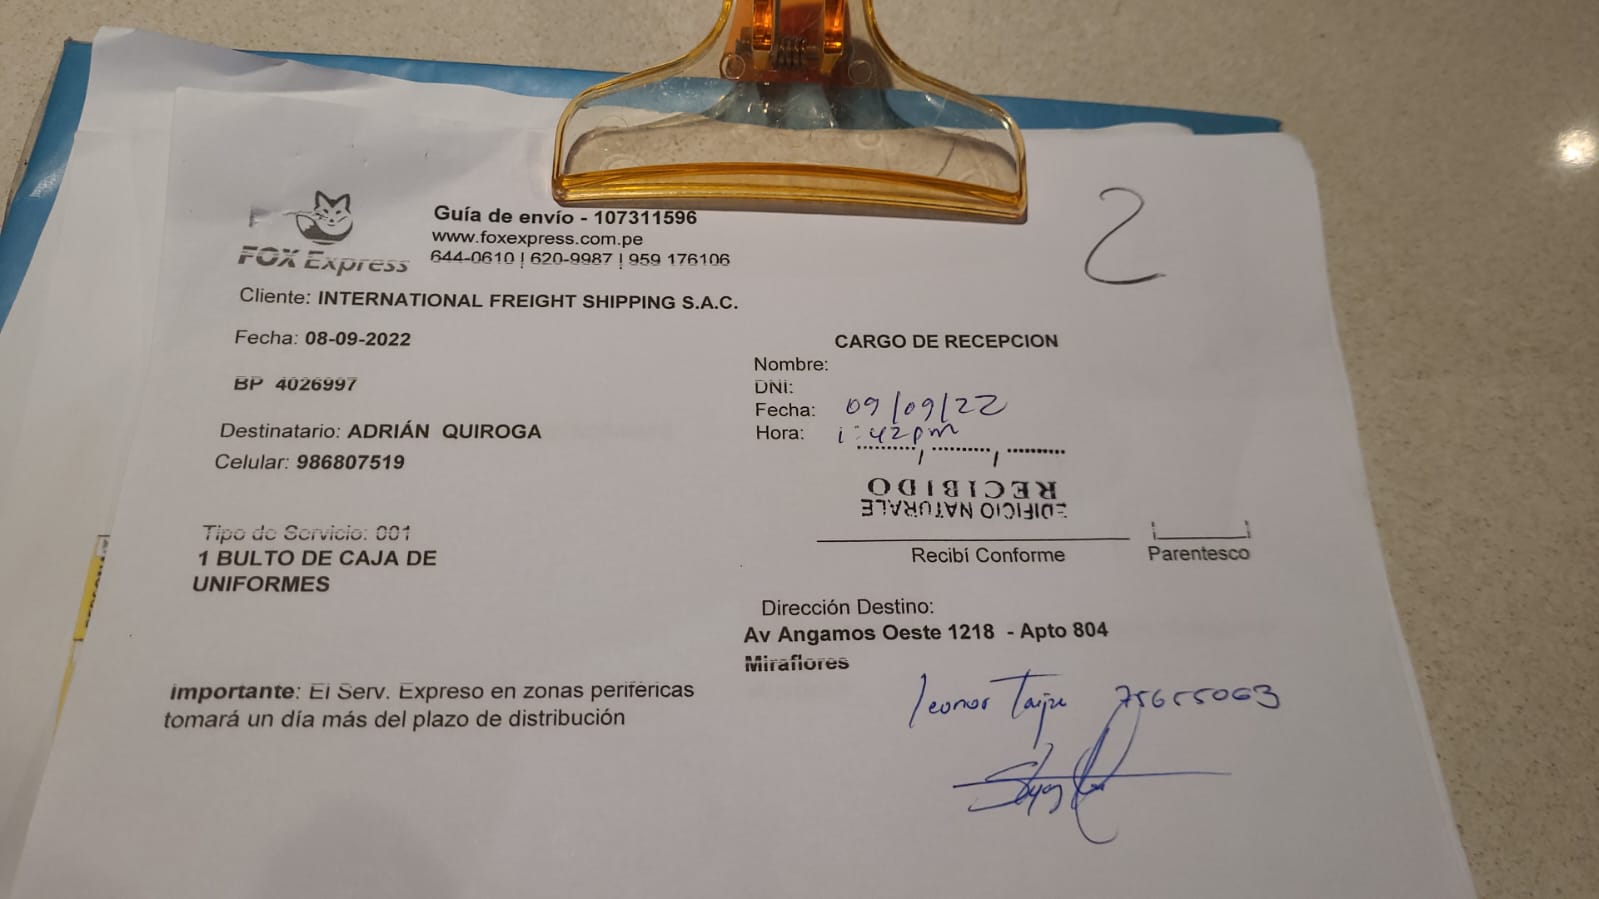 2
FOX Express
Guía de envío - 107311596
www.foxexpress.com.pe
644-0610 | 620-9987 | 959 176106
Cliente: INTERNATIONAL FREIGHT SHIPPING S.A.C.
Fecha: 08-09-2022
BP 4026997
Destinatario: ADRIÁN QUIROGA
Celular: 986807519
Tipo de Servicio: 001
1 BULTO DE CAJA DE
UNIFORMES
importante: El Serv. Expreso en zonas periféricas
tomará un día más del plazo de distribución
CARGO DE RECEPCION
Nombre:
DNI:
Fecha: 09/09/22
Hora: 1:42pm
EDIFICIO NATURALE
RECIBIDO
Recibí Conforme
Parentesco
Dirección Destino:
Av Angamos Oeste 1218 - Apto 804
Miraflores
Leonor Taipe 75655063